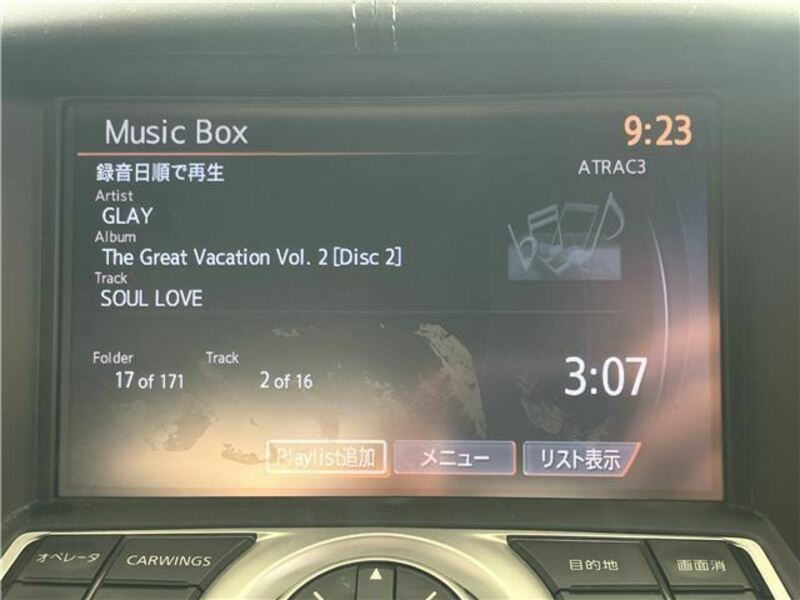 Music Box
9:23
録音日順で再生
ATRAC3
Artist
GLAY
Album
The Great Vacation Vol. 2 [Disc 2]
Track
SOUL LOVE
Folder
Track
17 of 171
2 of 16
3:07
Playlist追加
メニュー
リスト表示
オペレータ
CARWINGS
目的地
画面消